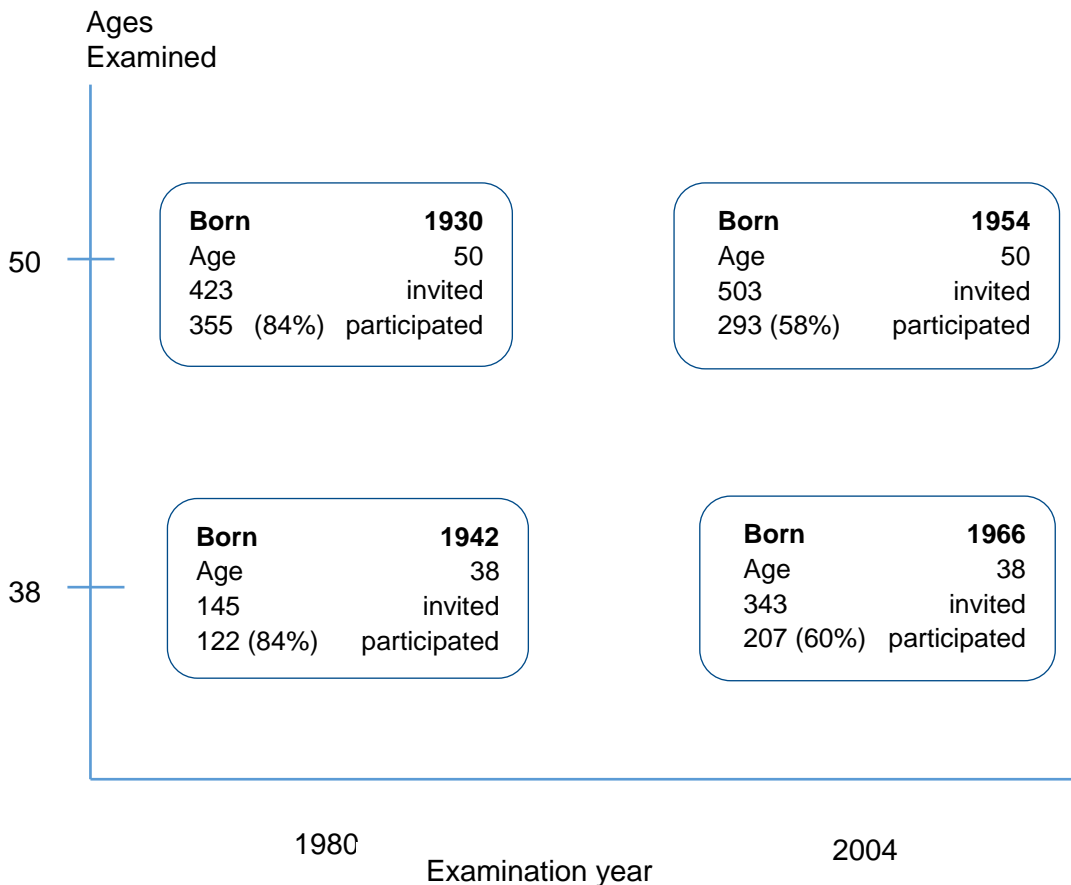 Ages
Examined
50
Born 1930
Age 50
423 invited
355 (84%) participated
Born 1954
Age 50
503 invited
293 (58%) participated
38
Born 1942
Age 38
145 invited
122 (84%) participated
Born 1966
Age 38
343 invited
207 (60%) participated
1980
2004
Examination year